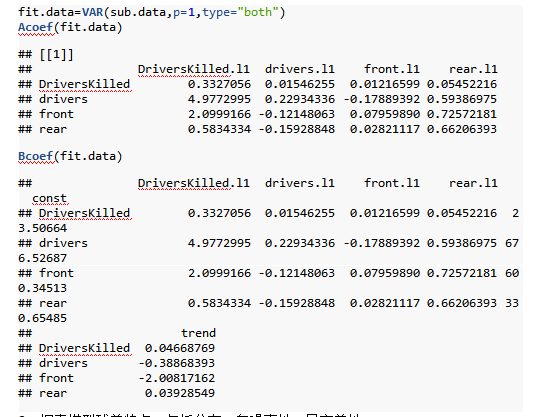 fit.data=VAR(sub.data,p=1,type="both")
Acoef(fit.data)
## [[1]]
## DriversKilled.l1 drivers.l1 front.l1 rear.l1
## DriversKilled 0.3327056 0.01546255 0.01216599 0.05452216
## drivers 4.9772995 0.22934336 -0.17889392 0.59386975
## front 2.0999166 -0.12148063 0.07959890 0.72572181
## rear 0.5834334 -0.15928848 0.02821117 0.66206393
Bcoef(fit.data)
## DriversKilled.l1 drivers.l1 front.l1 rear.l1
const
## DriversKilled 0.3327056 0.01546255 0.01216599 0.05452216 2
3.50664
## drivers 4.9772995 0.22934336 -0.17889392 0.59386975 67
6.52687
## front 2.0999166 -0.12148063 0.07959890 0.72572181 60
0.34513
## rear 0.5834334 -0.15928848 0.02821117 0.66206393 33
0.65485
## trend
## DriversKilled 0.04668769
## drivers -0.38868393
## front -2.00817162
## rear 0.03928549